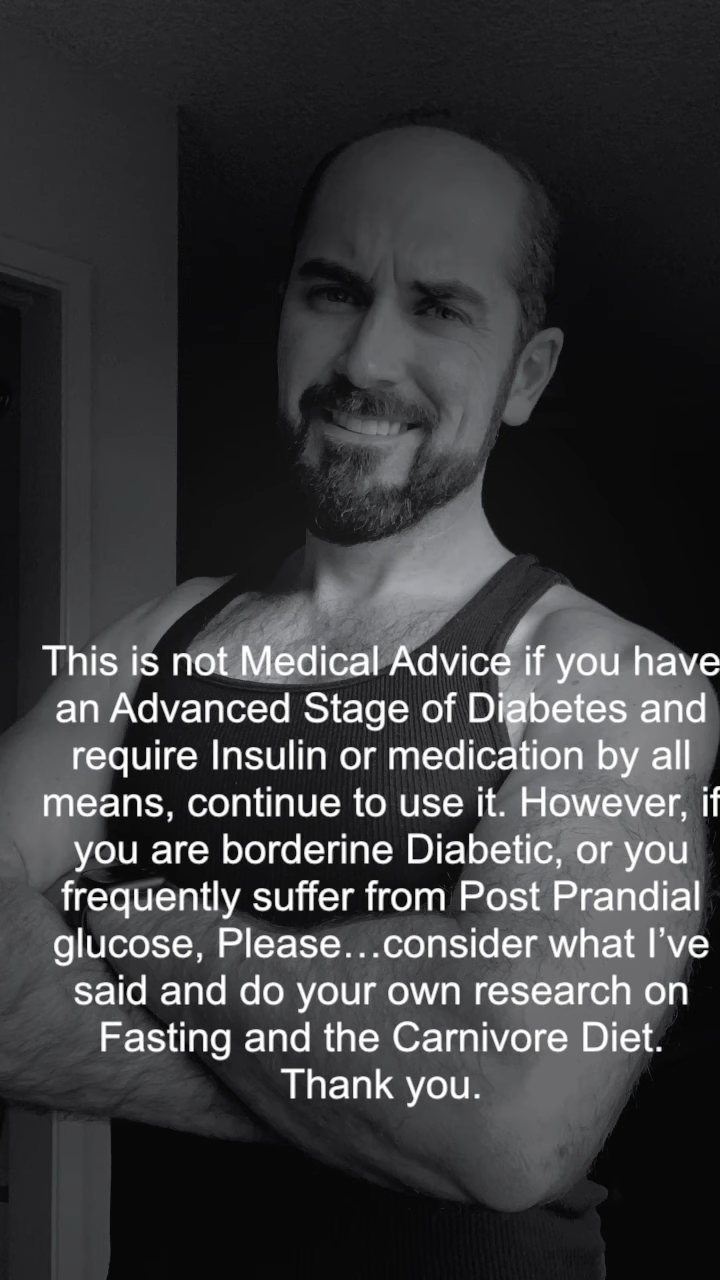 This is not Medical Advice if you have
an Advanced Stage of Diabetes and
require Insulin or medication by all
means, continue to use it. However, if
you are borderine Diabetic, or you
frequently suffer from Post Prandial
glucose, Please…consider what I’ve
said and do your own research on
Fasting and the Carnivore Diet.
Thank you.